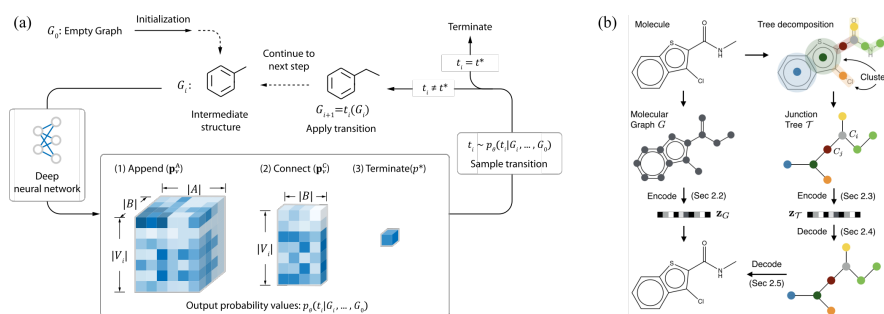 (a)
G₀: Empty Graph
Initialization
Gᵢ:
Intermediate
structure
Continue to
next step
Gᵢ₊₁=tᵢ(Gᵢ)
Apply transition
Terminate
tᵢ = t*
tᵢ ≠ t*
tᵢ ~ p_θ(tᵢ|Gᵢ, ... , G₀)
Sample transition
Deep
neural network
(1) Append (𝐩ᵥᴬ)
(2) Connect (𝐩ᵥᶜ)
(3) Terminate(p*)
|A|
|B|
|Vᵢ|
|B|
|Vᵢ|
Output probability values: p_θ(tᵢ|Gᵢ, ... , G₀)
(b)
Molecule
Tree decomposition
S
O
N
H
Cl
Clusters
Molecular
Graph G
Junction
Tree 𝒯
Cᵢ
Cⱼ
Encode
(Sec 2.2)
Encode
(Sec 2.3)
𝐳_G
𝐳_𝒯
Decode
(Sec 2.4)
Decode
(Sec 2.5)
S
O
N
H
Cl